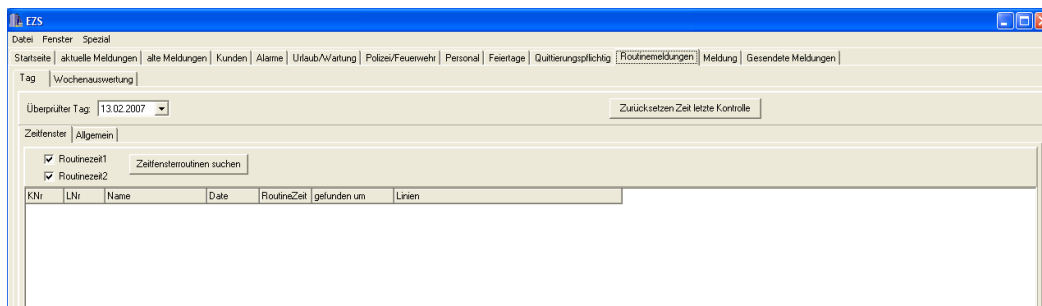 EZS
Datei Fenster Spezial
Startseite aktuelle Meldungen alte Meldungen Kunden Alarme Urlaub/Wartung Polizei/Feuerwehr Personal Feiertage Quittierungspflichtig Routinemeldungen Meldung Gesendete Meldungen
Tag Wochenauswertung
Überprüfter Tag: 13.02.2007 Zurücksetzen Zeit letzte Kontrolle
Zeitfenster Allgemein
Routinezeit1
Zeitfensterroutinen suchen
Routinezeit2
KNr LNr Name Date RoutineZeit gefunden um Linien